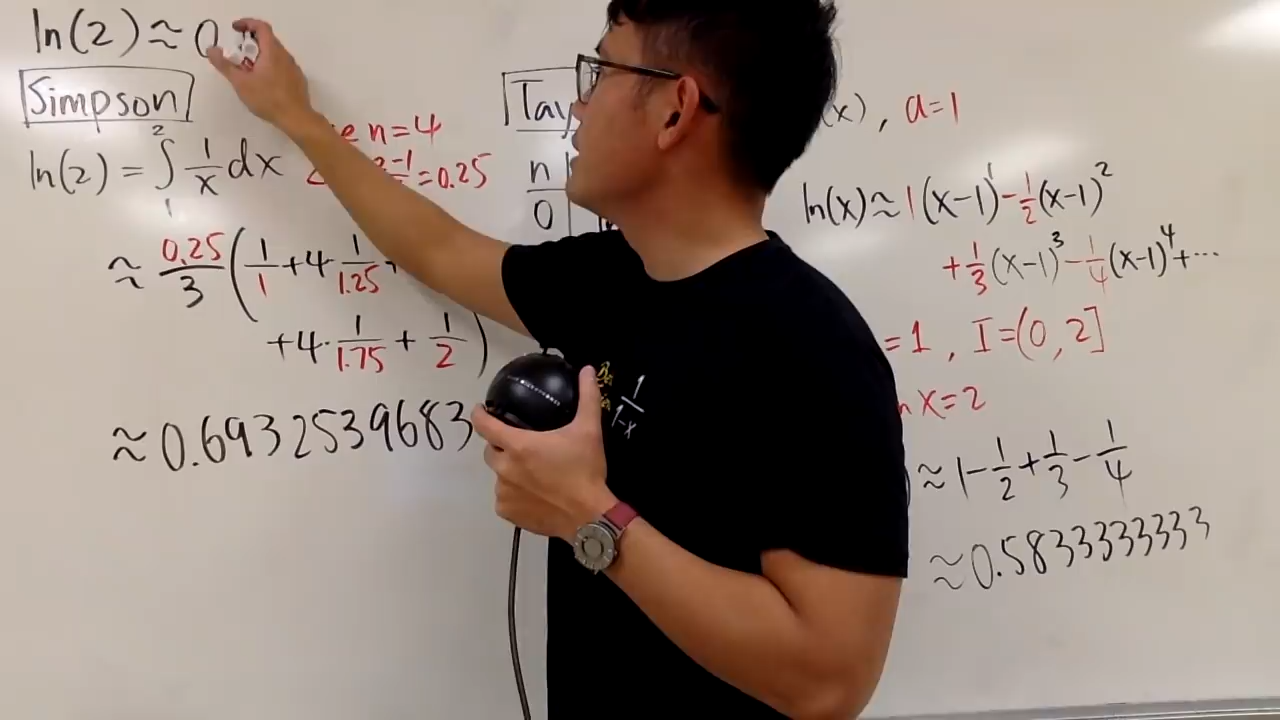 ln(2) ≈ 0.
Simpson
ln(2) = ∫₁² 1/x dx
n=4
=0.25
≈ 0.25/3 (1/1 + 4 · 1/1.25 +
+ 4 · 1/1.75 + 1/2)
≈ 0.6932539683
Tay
n
0
(x), a=1
ln(x) ≈ 1(x-1)¹ - 1/2(x-1)²
+ 1/3(x-1)³ - 1/4(x-1)⁴ + ...
=1, I=(0, 2]
x=2
≈ 1 - 1/2 + 1/3 - 1/4
≈ 0.5833333333
1/1-x